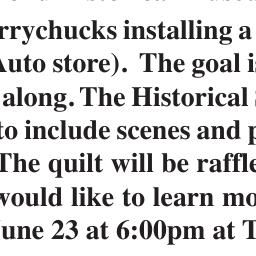 rrychucks installing a
Auto store). The goal i
along. The Historical
to include scenes and p
The quilt will be raffle
would like to learn mo
une 23 at 6:00pm at T